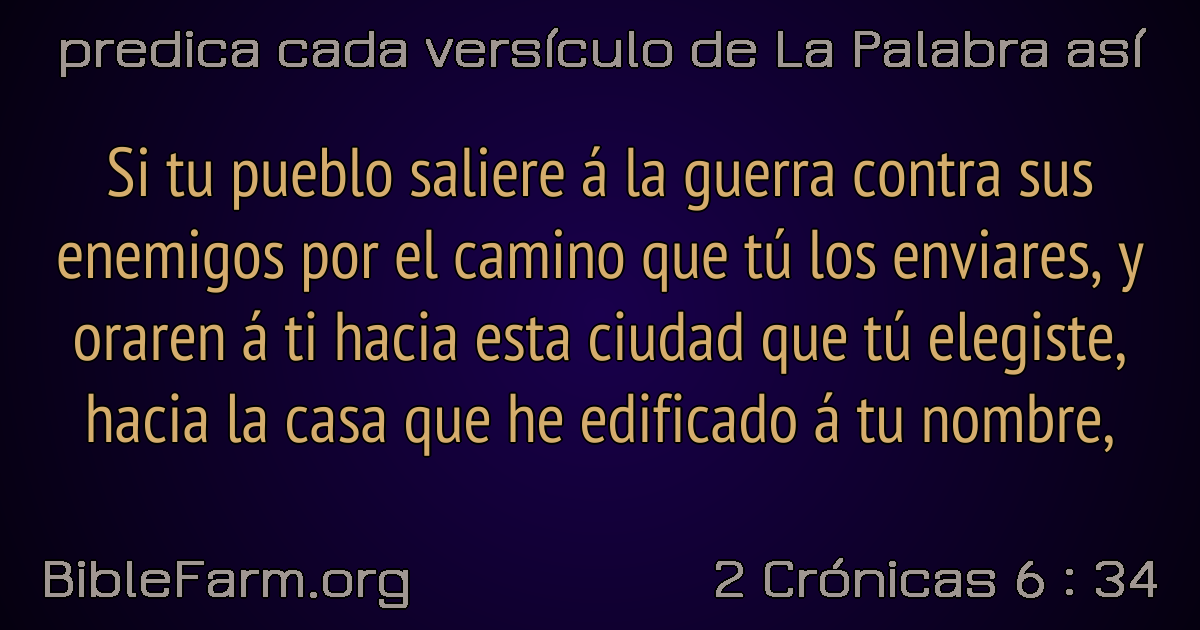 predica cada versículo de La Palabra así
Si tu pueblo saliere á la guerra contra sus
enemigos por el camino que tú los enviares, y
oraren á ti hacia esta ciudad que tú elegiste,
hacia la casa que he edificado á tu nombre,
BibleFarm.org
2 Crónicas 6 : 34